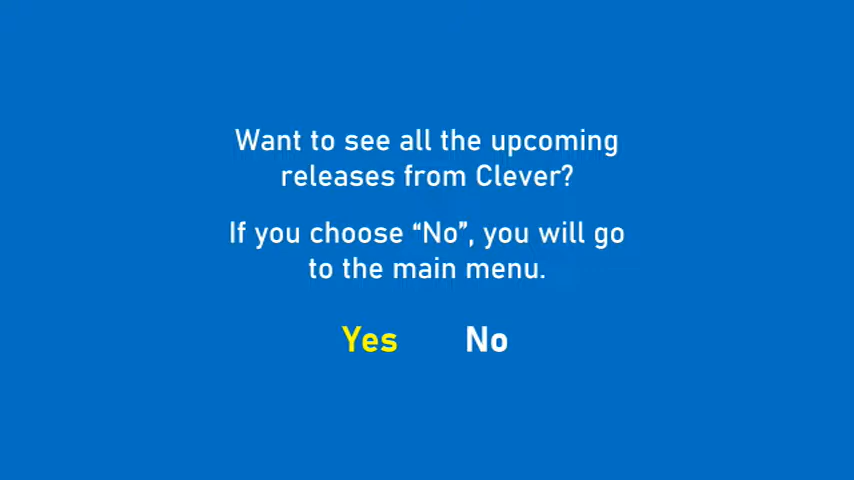 Want to see all the upcoming
releases from Clever?
If you choose “No”, you will go
to the main menu.
Yes No